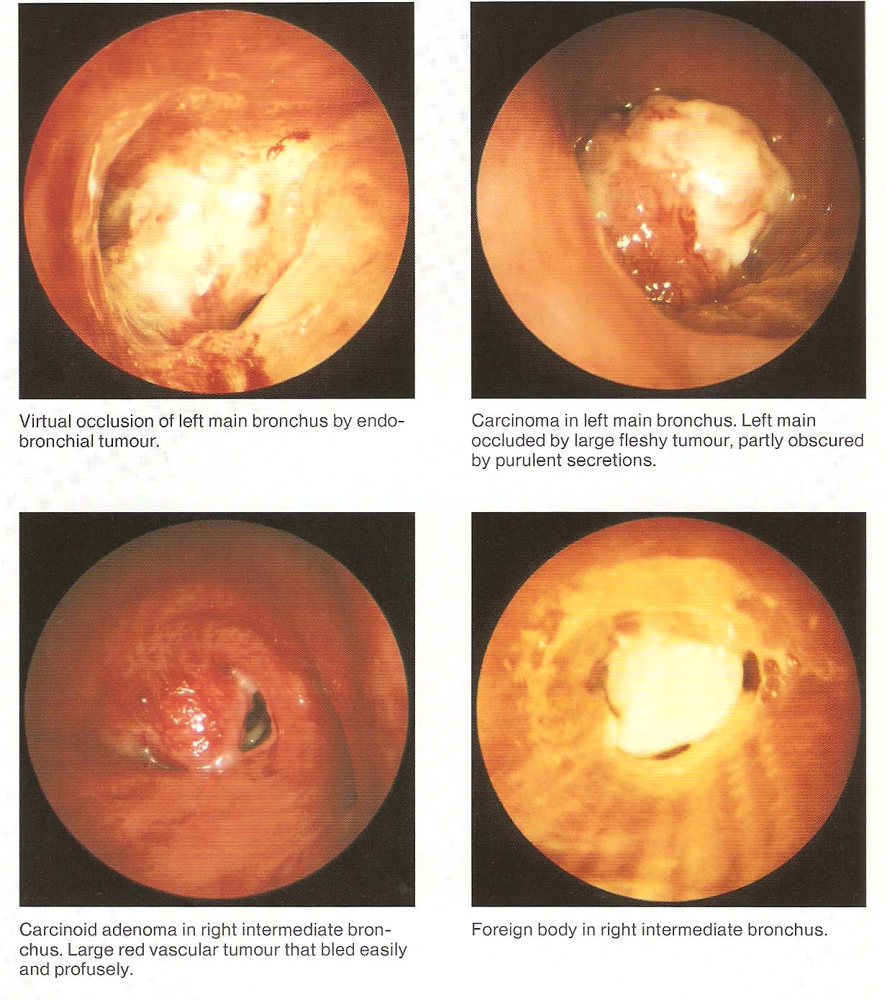 Virtual occlusion of left main bronchus by endo-
bronchial tumour.
Carcinoma in left main bronchus. Left main
occluded by large fleshy tumour, partly obscured
by purulent secretions.
Carcinoid adenoma in right intermediate bron-
chus. Large red vascular tumour that bled easily
and profusely.
Foreign body in right intermediate bronchus.